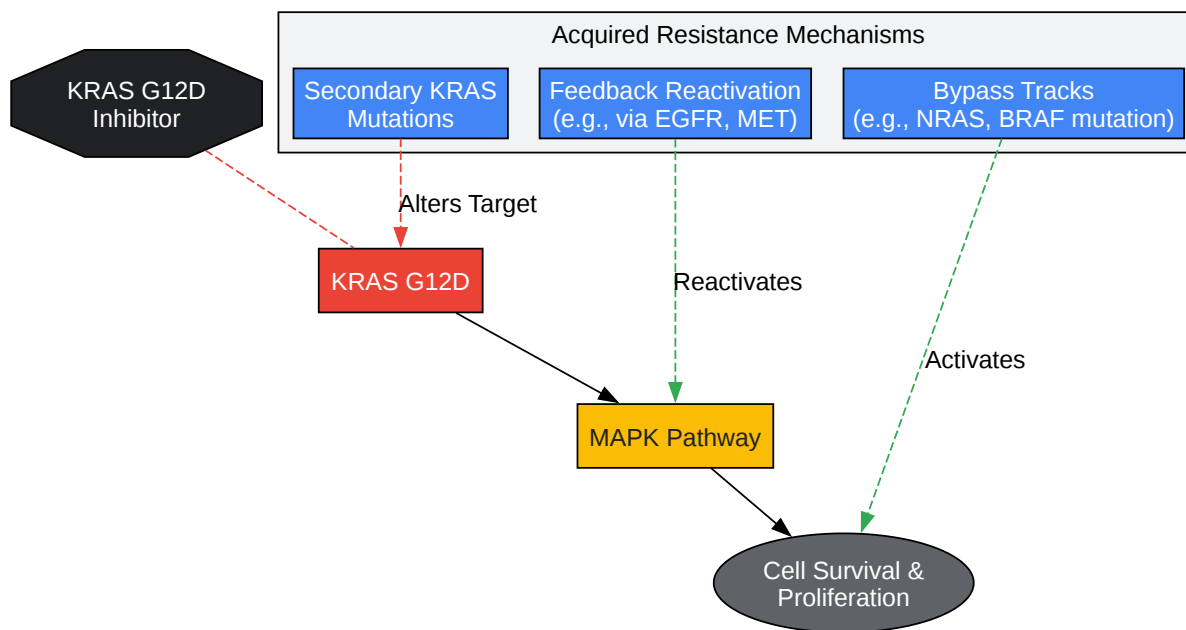 Acquired Resistance Mechanisms
KRAS G12D
Inhibitor
Secondary KRAS
Mutations
Feedback Reactivation
(e.g., via EGFR, MET)
Bypass Tracks
(e.g., NRAS, BRAF mutation)
Alters Target
KRAS G12D
Reactivates
Activates
MAPK Pathway
Cell Survival &
Proliferation